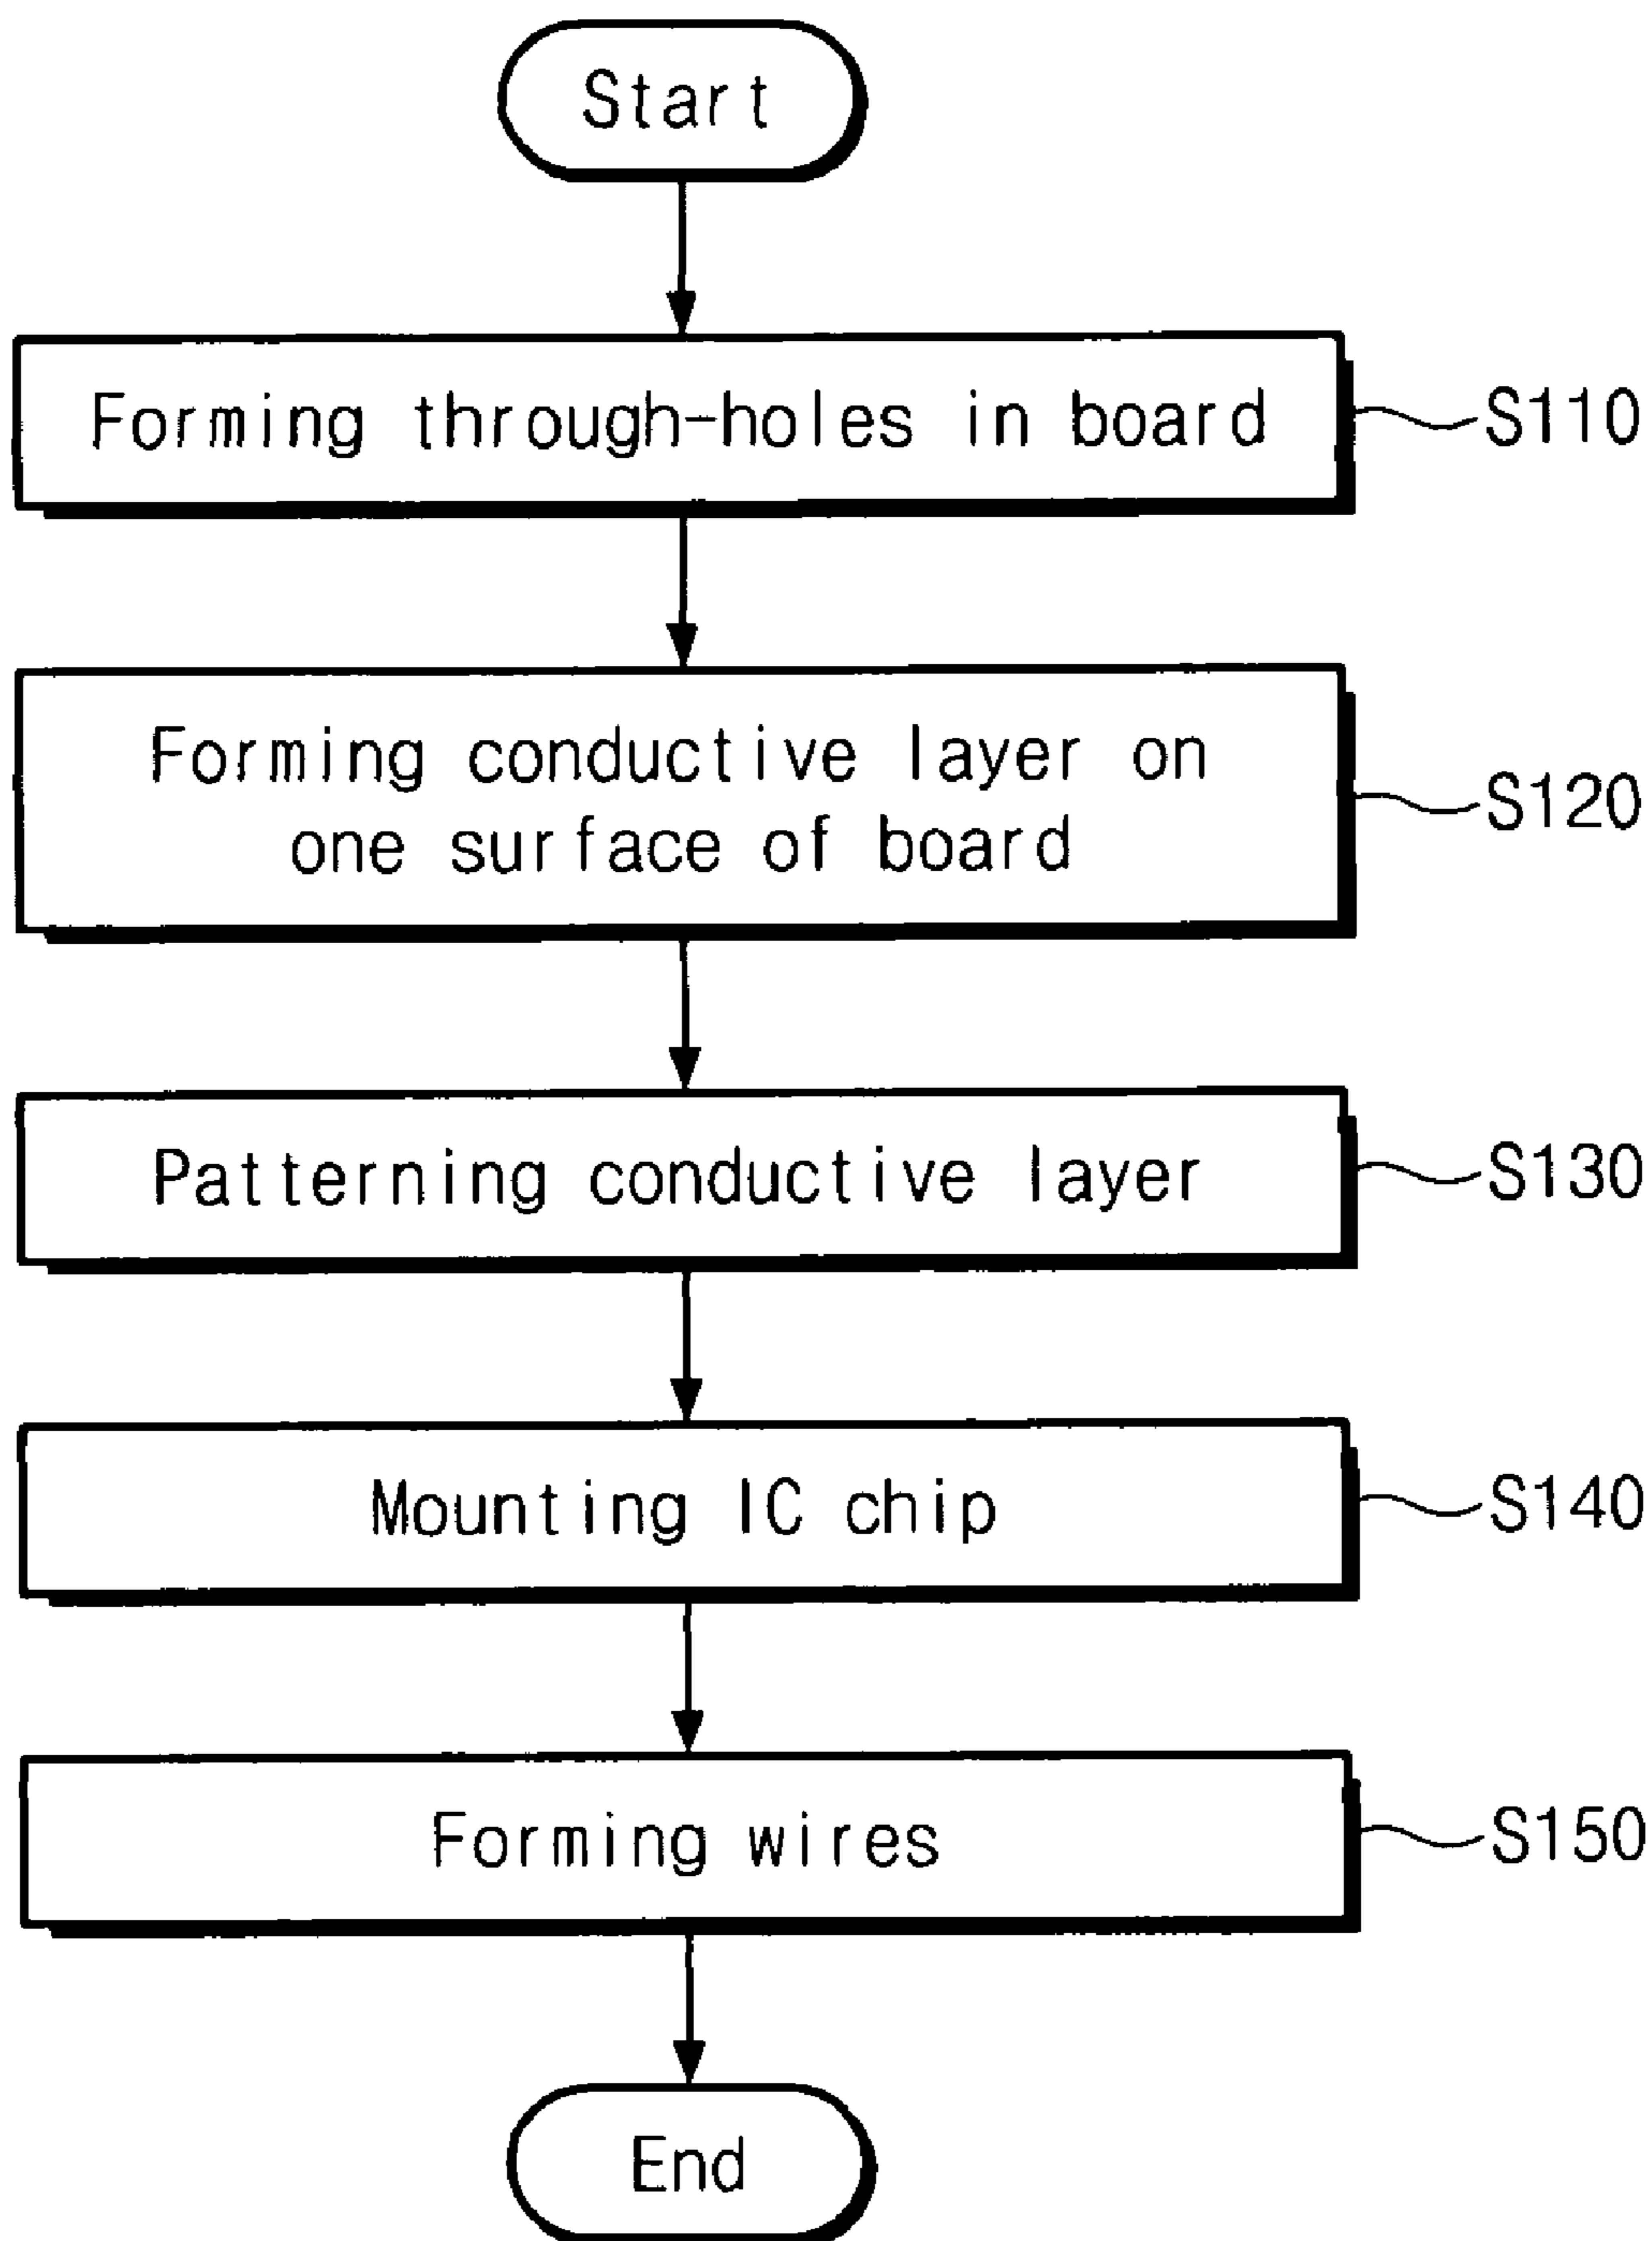 Start
Forming through-holes in board
S110
Forming conductive layer on
one surface of board
S120
Patterning conductive layer
S130
Mounting IC chip
S140
Forming wires
S150
End